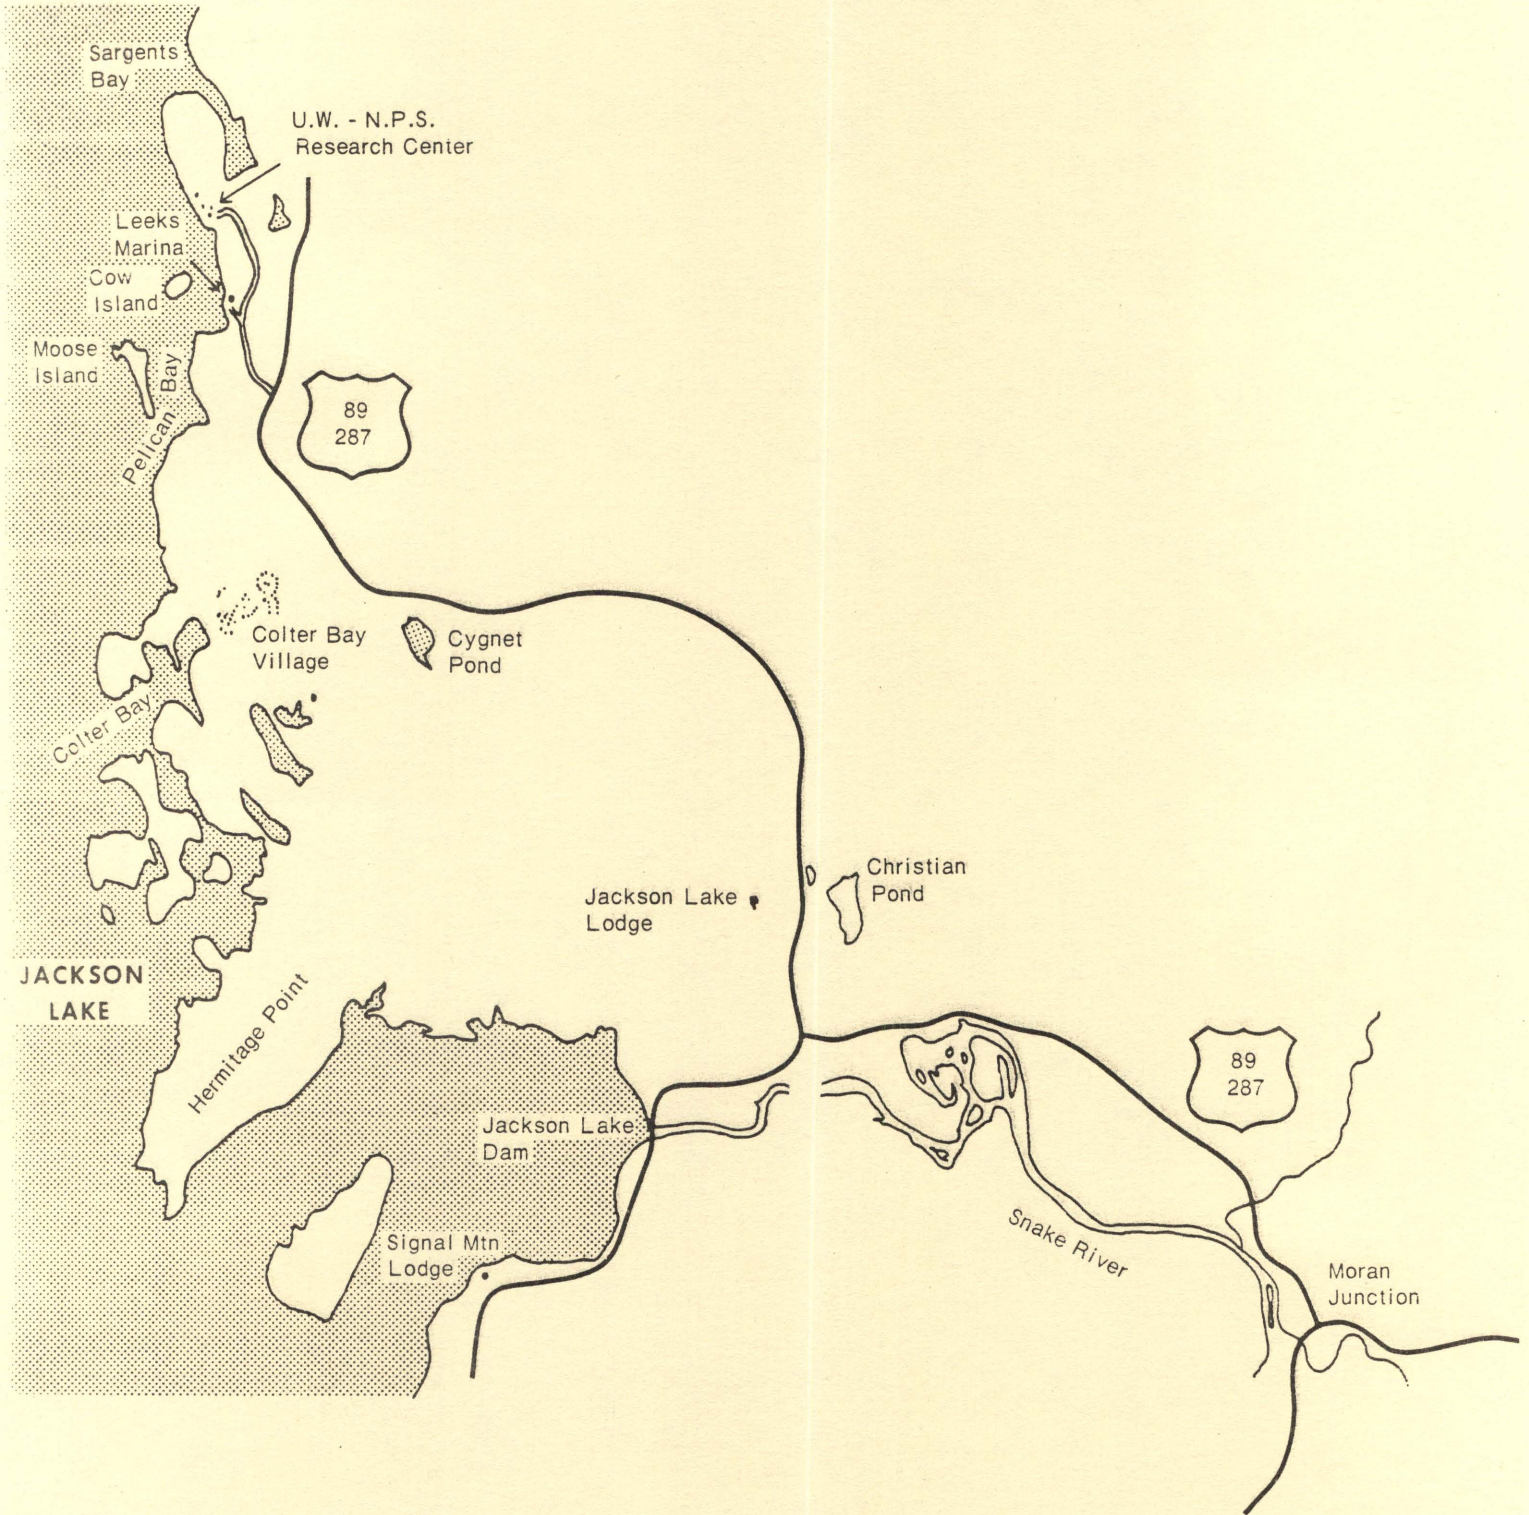 Sargents
Bay
U.W. - N.P.S.
Research Center
Leeks
Marina
Cow
Island
Moose
Island
Pelican Bay
89
287
Colter Bay
Village
Cygnet
Pond
Colter Bay
Christian
Pond
Jackson Lake
Lodge
JACKSON
LAKE
Hermitage Point
89
287
Jackson Lake
Dam
Snake River
Signal Mtn
Lodge
Moran
Junction